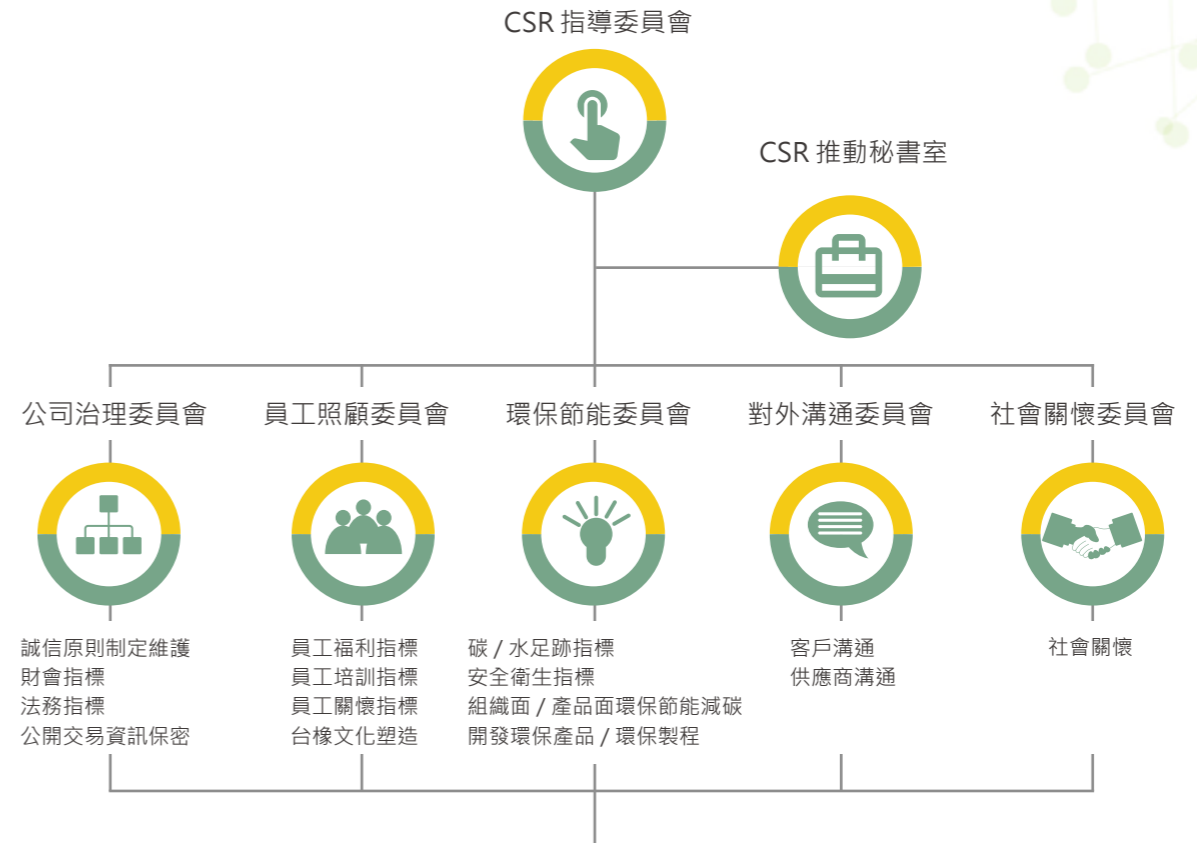 CSR 指導委員會
CSR 推動秘書室
公司治理委員會
員工照顧委員會
環保節能委員會
對外溝通委員會
社會關懷委員會
誠信原則制定維護
財會指標
法務指標
公開交易資訊保密
員工福利指標
員工培訓指標
員工關懷指標
台橡文化塑造
碳 / 水足跡指標
安全衛生指標
組織面 / 產品面環保節能減碳
開發環保產品 / 環保製程
客戶溝通
供應商溝通
社會關懷